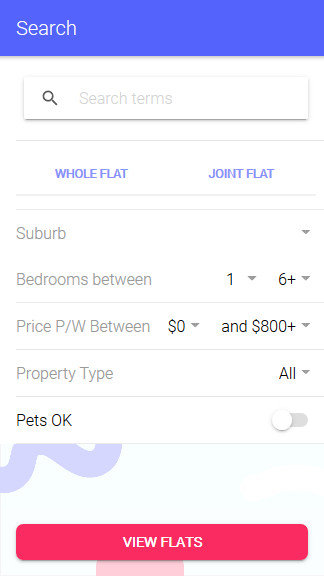 Search
Search terms
WHOLE FLAT JOINT FLAT
Suburb
Bedrooms between 1 6+
Price P/W Between $0 and $800+
Property Type All
Pets OK
VIEW FLATS